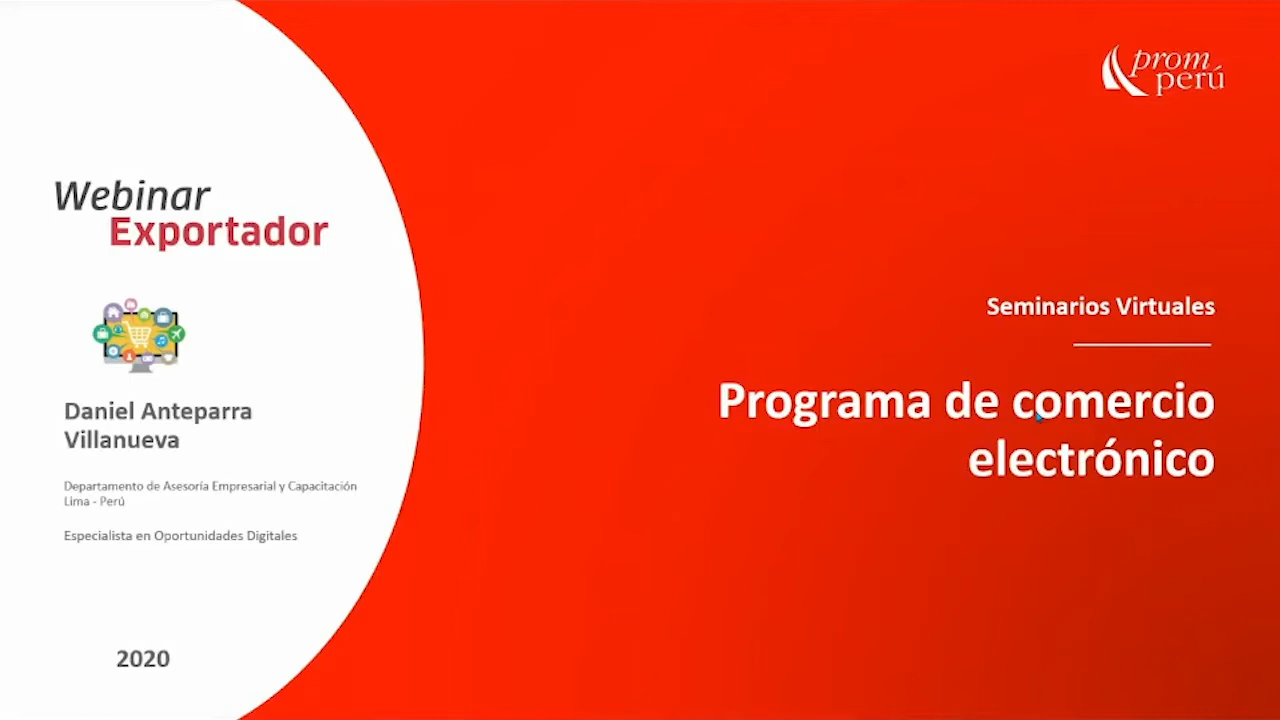 Webinar
Exportador
Daniel Anteparra
Villanueva
Departamento de Asesoría Empresarial y Capacitación
Lima - Perú
Especialista en Oportunidades Digitales
2020
prom
perú
Seminarios Virtuales
Programa de comercio
electrónico